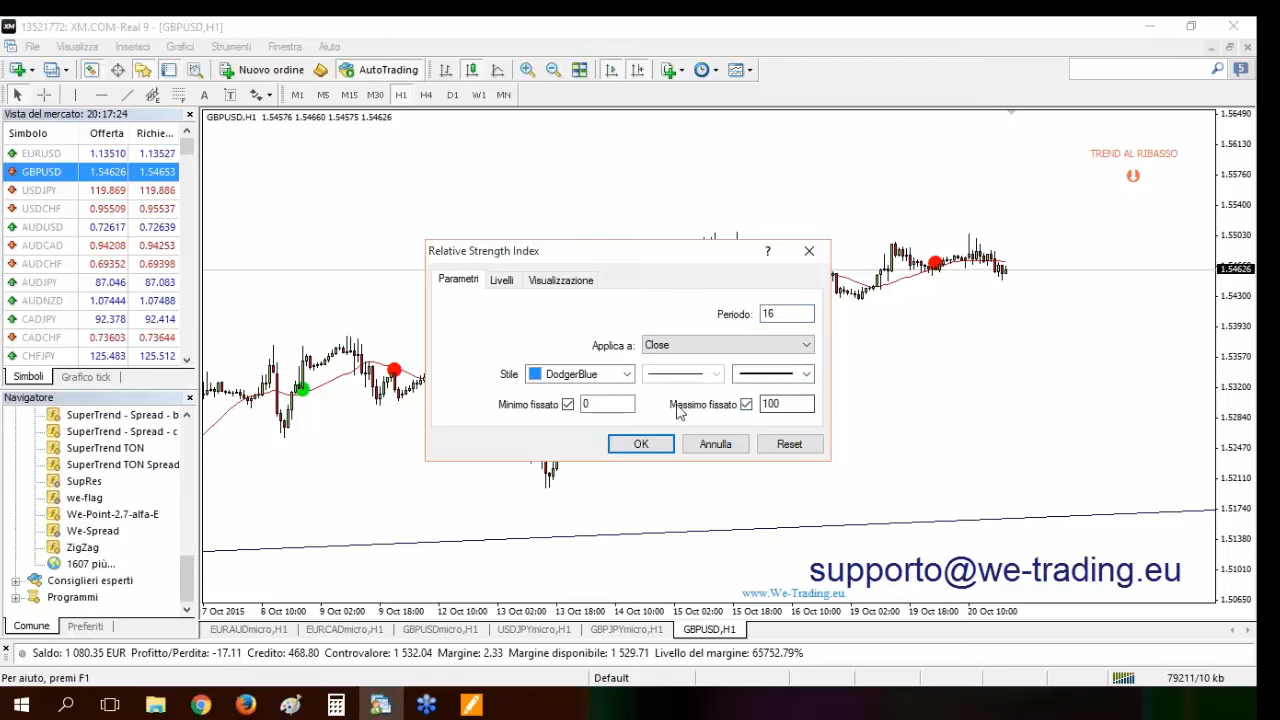 13521772: XM.COM-Real 9 - [GBPUSD,H1]
File Visualizza Inserisci Grafici Strumenti Finestra Aiuto
Nuovo ordine AutoTrading
M1 M5 M15 M30 H1 H4 D1 W1 MN
Vista del mercato: 20:17:24
Simbolo Offerta Richie...
EURUSD 1.13510 1.13527
GBPUSD 1.54626 1.54653
USDJPY 119.869 119.886
USDCHF 0.95509 0.95537
AUDUSD 0.72617 0.72639
AUDCAD 0.94208 0.94253
AUDCHF 0.69352 0.69398
AUDJPY 87.046 87.083
AUDNZD 1.07444 1.07488
CADJPY 92.378 92.414
CADCHF 0.73603 0.73644
CHFJPY 125.483 125.512
Simboli Grafico tick
Navigatore
SuperTrend - Spread - b
SuperTrend - Spread - c
SuperTrend TON
SuperTrend TON Spread
SupRes
we-flag
We-Point-2.7-alfa-E
We-Spread
ZigZag
1607 più...
Consiglieri esperti
Programmi
Comune Preferiti
GBPUSD,H1 1.54576 1.54660 1.54575 1.54626
TREND AL RIBASSO
1.56490
1.56130
1.55760
1.55400
1.55030
1.54626
1.54300
1.53930
1.53570
1.53200
1.52840
1.52470
1.52110
1.51740
1.51380
1.51010
1.50650
Relative Strength Index
Parametri Livelli Visualizzazione
Periodo: 16
Applica a: Close
Stile DodgerBlue
Minimo fissato 0 Massimo fissato 100
OK Annulla Reset
supporto@we-trading.eu
www.We-Trading.eu
7 Oct 2015 8 Oct 10:00 9 Oct 02:00 9 Oct 18:00 12 Oct 10:00 13 Oct 02:00 13 Oct 18:00 14 Oct 10:00 15 Oct 02:00 15 Oct 18:00 16 Oct 10:00 19 Oct 02:00 19 Oct 18:00 20 Oct 10:00
EURAUDmicro,H1 EURCADmicro,H1 GBPUSDmicro,H1 USDJPYmicro,H1 GBPJPYmicro,H1 GBPUSD,H1
Saldo: 1 080.35 EUR Profitto/Perdita: -17.11 Credito: 468.80 Controvalore: 1 532.04 Margine: 2.33 Margine disponibile: 1 529.71 Livello del margine: 65752.79%
Per aiuto, premi F1 Default 79211/10 kb